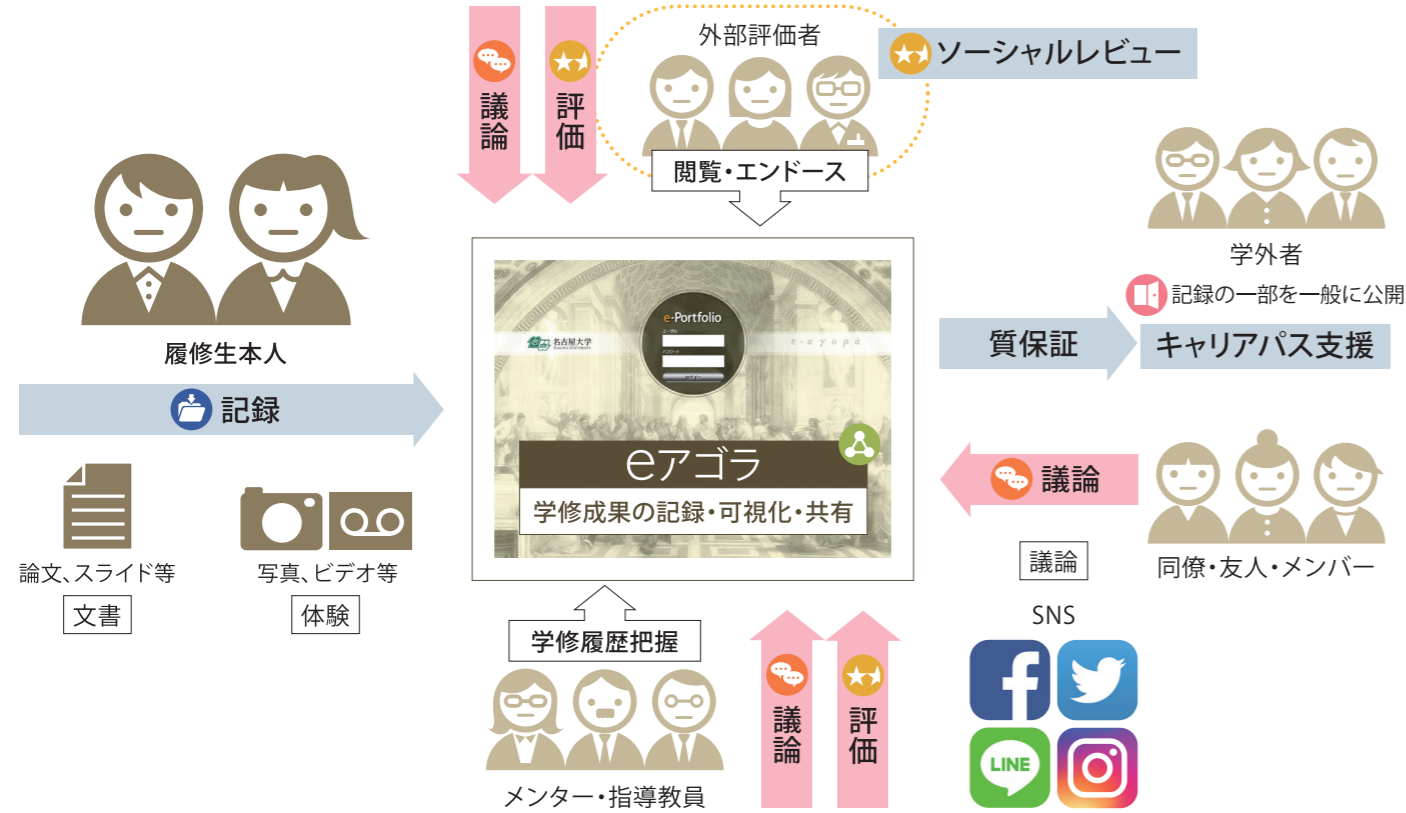 外部評価者
ソーシャルレビュー
議論
評価
閲覧・エンドース
履修生本人
記録
論文、スライド等
文書
写真、ビデオ等
体験
e-Portfolio
名古屋大学
NAGOYA UNIVERSITY
eアゴラ
学修成果の記録・可視化・共有
学外者
記録の一部を一般に公開
質保証
キャリアパス支援
議論
同僚・友人・メンバー
議論
SNS
LINE
学修履歴把握
メンター・指導教員
議論
評価